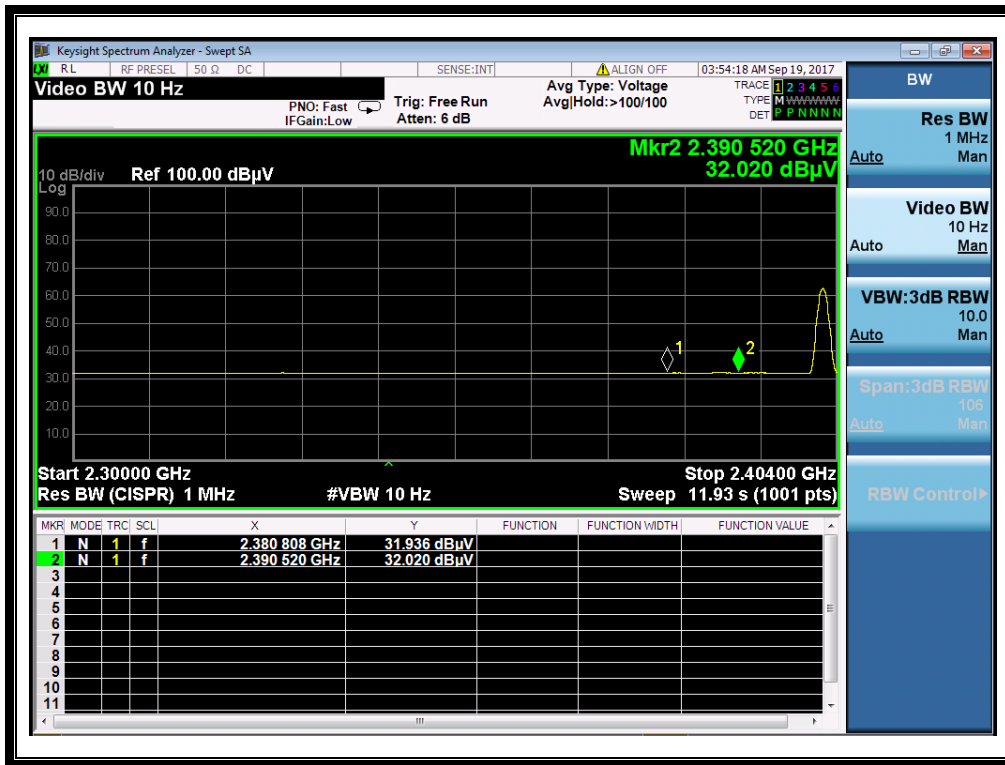 Keysight Spectrum Analyzer - Swept SA
LXI RL RF PRESEL 50 Ω DC SENSE:INT ALIGN OFF 03:54:18 AM Sep 19, 2017
Video BW 10 Hz
PNO: Fast
IFGain:Low
Trig: Free Run
Atten: 6 dB
Avg Type: Voltage
Avg|Hold:>100/100
TRACE 1 2 3 4 5 6
TYPE M WWWWW
DET P P N N N N
Mkr2 2.390 520 GHz
32.020 dBµV
10 dB/div Ref 100.00 dBµV
Log
90.0
80.0
70.0
60.0
50.0
40.0
30.0
20.0
10.0
1
2
Start 2.30000 GHz Stop 2.40400 GHz
Res BW (CISPR) 1 MHz #VBW 10 Hz Sweep 11.93 s (1001 pts)
MKR MODE TRC SCL X Y FUNCTION FUNCTION WIDTH FUNCTION VALUE
1 N 1 f 2.380 808 GHz 31.936 dBµV
2 N 1 f 2.390 520 GHz 32.020 dBµV
3
4
5
6
7
8
9
10
11
BW
Res BW
1 MHz
Auto Man
Video BW
10 Hz
Auto Man
VBW:3dB RBW
10.0
Auto Man
Span:3dB RBW
106
Auto Man
RBW Control